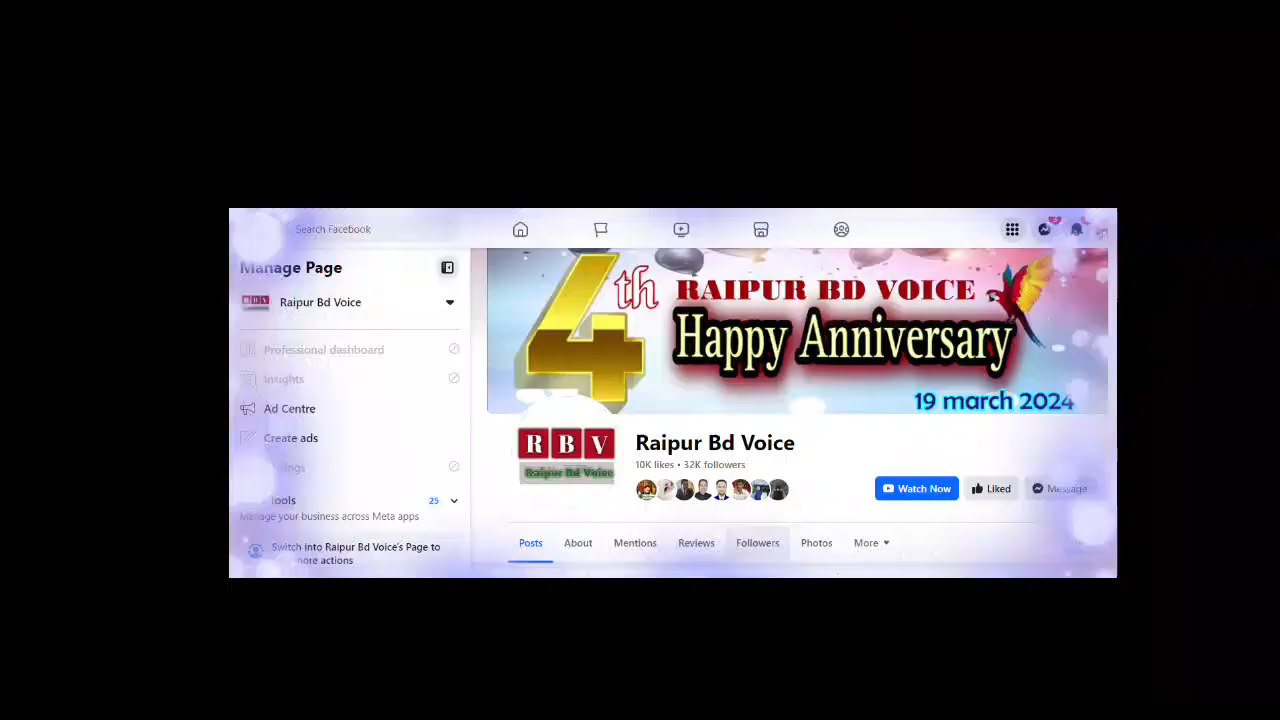 Search Facebook
Manage Page
RBV
Raipur Bd Voice
Professional dashboard
Insights
Ad Centre
Create ads
Tools
25
Manage your business across Meta apps
Switch into Raipur Bd Voice's Page to
more actions
4th
RAIPUR BD VOICE
Happy Anniversary
19 march 2024
R B V
Raipur Bd Voice
Raipur Bd Voice
10K likes • 32K followers
Watch Now
Liked
Message
Posts
About
Mentions
Reviews
Followers
Photos
More